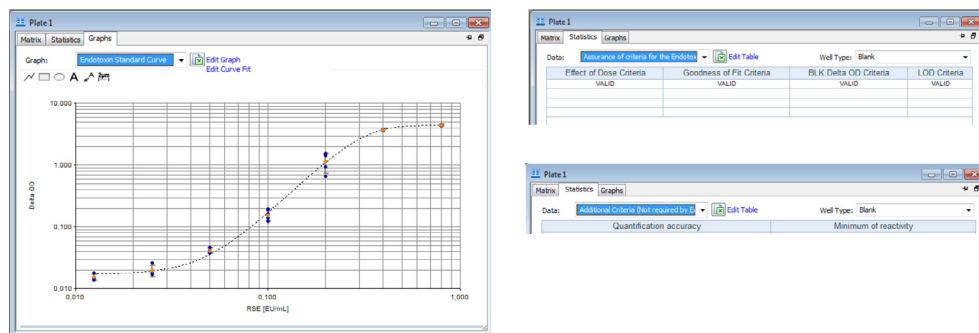 Plate 1
Matrix Statistics Graphs
Graph: Endotoxin Standard Curve Edit Graph
Edit Curve Fit
A
10.000
1.000
0.100
0,010
Delta OD
0,010 0,100 1,000
RSE [EU/mL]
Plate 1
Matrix Statistics Graphs
Data: Assurance of criteria for the Endotox Edit Table Well Type: Blank
Effect of Dose Criteria Goodness of Fit Criteria BLK Delta OD Criteria LOD Criteria
VALID VALID VALID VALID
Plate 1
Matrix Statistics Graphs
Data: Additional Criteria (Not required by E Edit Table Well Type: Blank
Quantification accuracy Minimum of reactivity